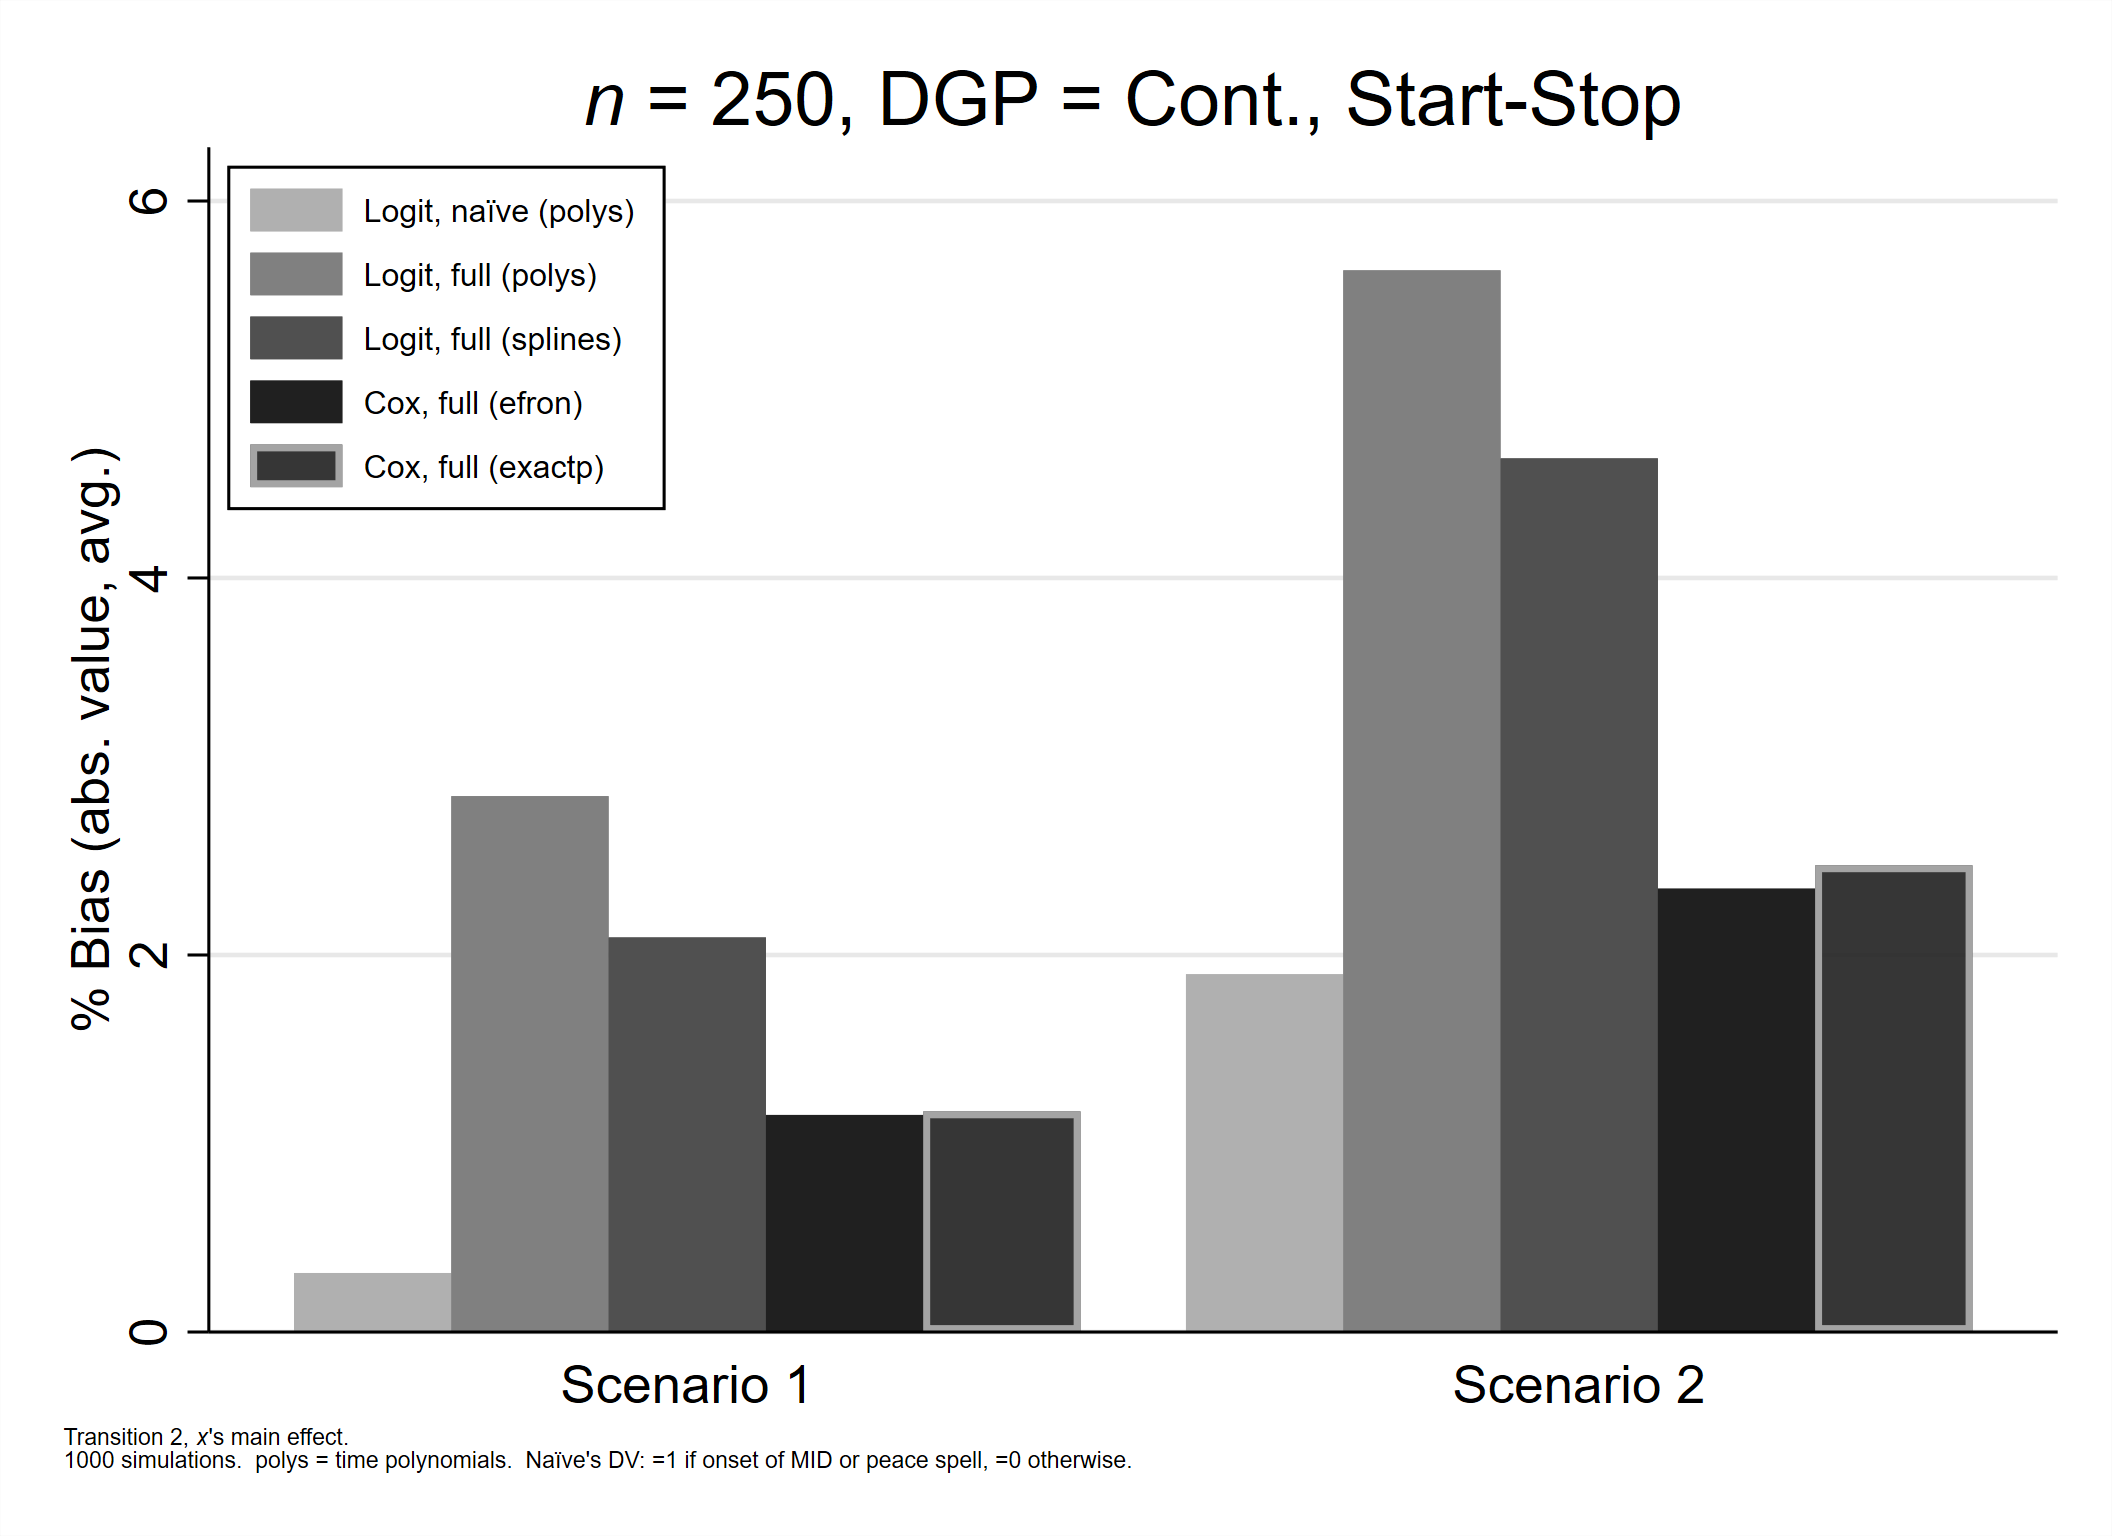 n = 250, DGP = Cont., Start-Stop
Logit, naïve (polys)
Logit, full (polys)
Logit, full (splines)
Cox, full (efron)
Cox, full (exactp)
% Bias (abs. value, avg.)
6
4
2
0
Scenario 1
Scenario 2
Transition 2, x's main effect.
1000 simulations.  polys = time polynomials.  Naïve's DV: =1 if onset of MID or peace spell, =0 otherwise.